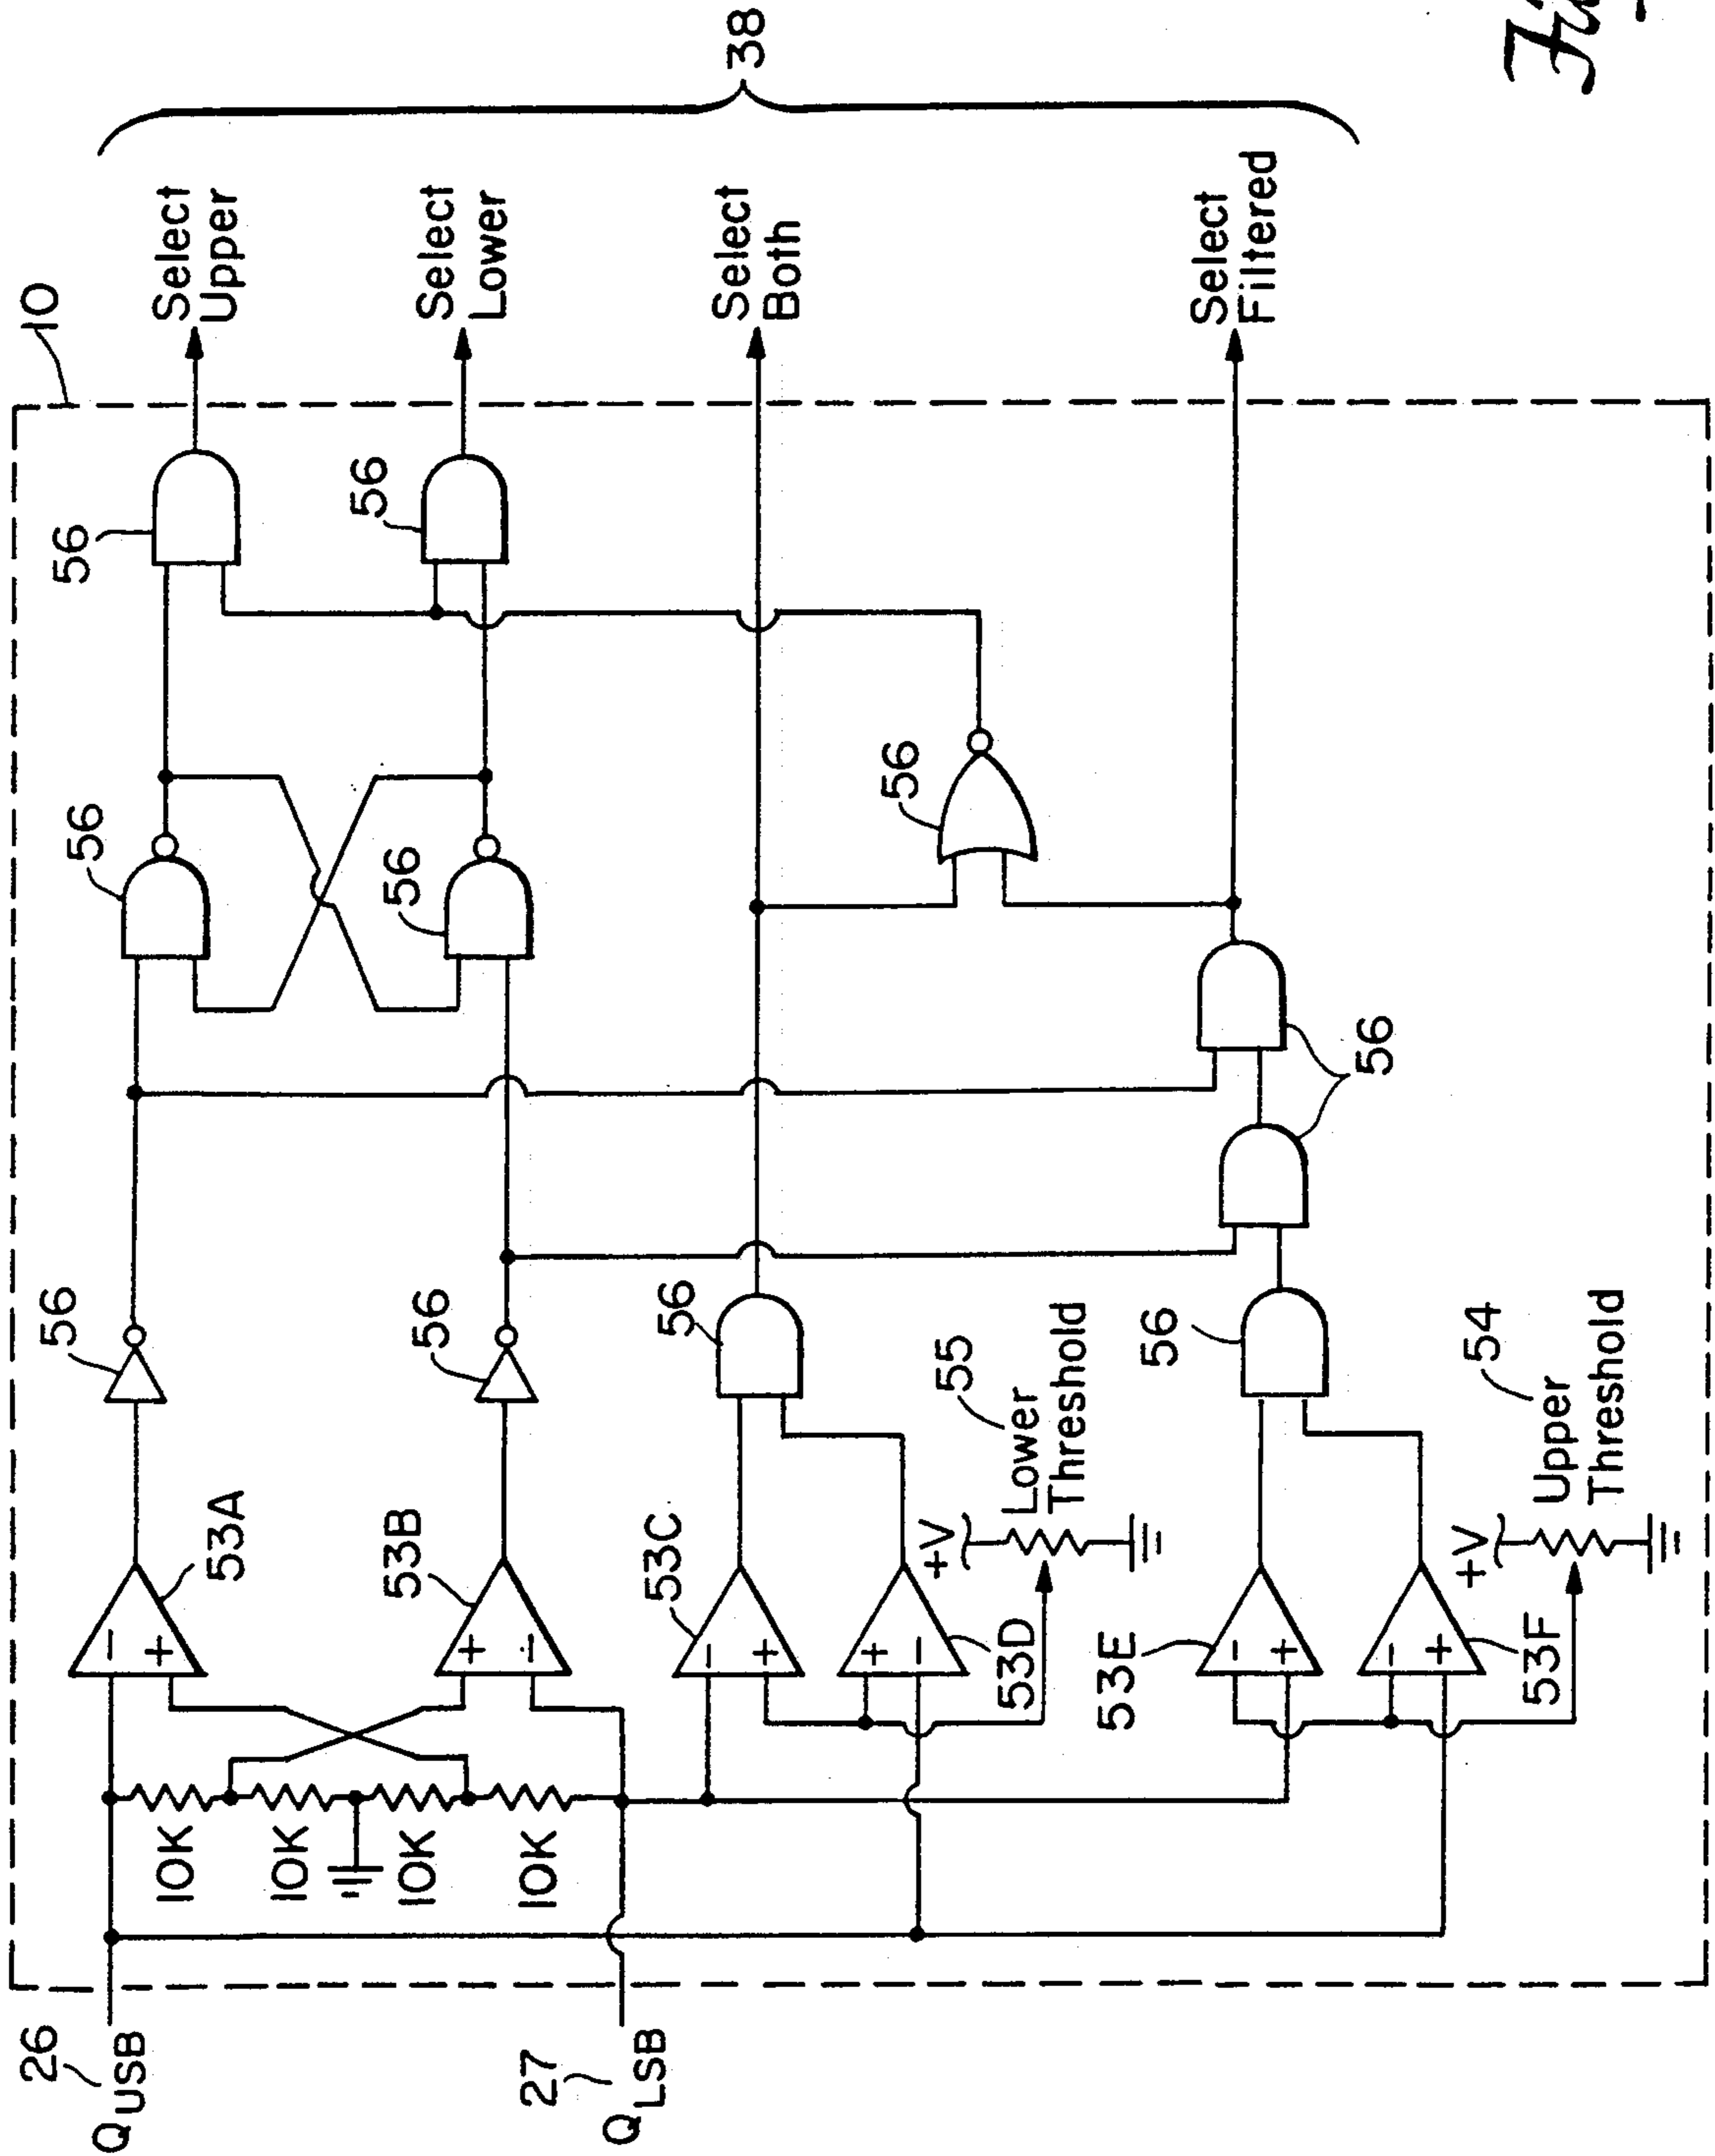 10
Select
Upper
Select
Lower
Select
Both
Select
Filtered
38
56
56
56
56
56
56
56
56
56
56
53A
53B
53C
53D
53E
53F
-
+
+
-
-
+
+
-
-
+
-
+
10K
10K
10K
10K
+V
55
Lower
Threshold
+V
54
Upper
Threshold
26
QUSB
27
QLSB